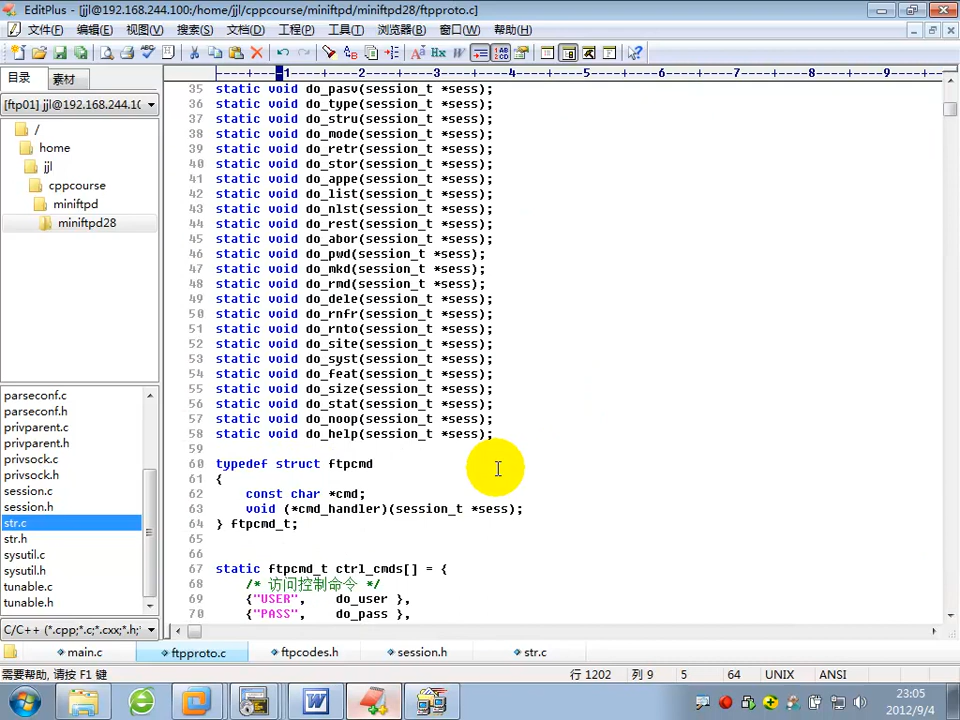 EditPlus - [jjl@192.168.244.100:/home/jjl/cppcourse/miniftpd/miniftpd28/ftpproto.c]
文件(F) 编辑(E) 视图(V) 搜索(S) 文档(D) 工程(P) 工具(T) 浏览器(B) 窗口(W) 帮助(H)
目录 素材
[ftp01] jjl@192.168.244.10
/
home
jjl
cppcourse
miniftpd
miniftpd28
parseconf.c
parseconf.h
privparent.c
privparent.h
privsock.c
privsock.h
session.c
session.h
str.c
str.h
sysutil.c
sysutil.h
tunable.c
tunable.h
C/C++ (*.cpp;*.c;*.cxx;*.h;
----+----1----+----2----+----3----+----4----+----5----+----6----+----7----+----8----+----9----+--
35 static void do_pasv(session_t *sess);
36 static void do_type(session_t *sess);
37 static void do_stru(session_t *sess);
38 static void do_mode(session_t *sess);
39 static void do_retr(session_t *sess);
40 static void do_stor(session_t *sess);
41 static void do_appe(session_t *sess);
42 static void do_list(session_t *sess);
43 static void do_nlst(session_t *sess);
44 static void do_rest(session_t *sess);
45 static void do_abor(session_t *sess);
46 static void do_pwd(session_t *sess);
47 static void do_mkd(session_t *sess);
48 static void do_rmd(session_t *sess);
49 static void do_dele(session_t *sess);
50 static void do_rnfr(session_t *sess);
51 static void do_rnto(session_t *sess);
52 static void do_site(session_t *sess);
53 static void do_syst(session_t *sess);
54 static void do_feat(session_t *sess);
55 static void do_size(session_t *sess);
56 static void do_stat(session_t *sess);
57 static void do_noop(session_t *sess);
58 static void do_help(session_t *sess);
59
60 typedef struct ftpcmd
61 {
62 const char *cmd;
63 void (*cmd_handler)(session_t *sess);
64 } ftpcmd_t;
65
66
67 static ftpcmd_t ctrl_cmds[] = {
68 /* 访问控制命令 */
69 {"USER", do_user },
70 {"PASS", do_pass },
main.c ftpproto.c ftpcodes.h session.h str.c
需要帮助, 请按 F1 键 行 1202 列 9 5 64 UNIX ANSI
23:05
2012/9/4